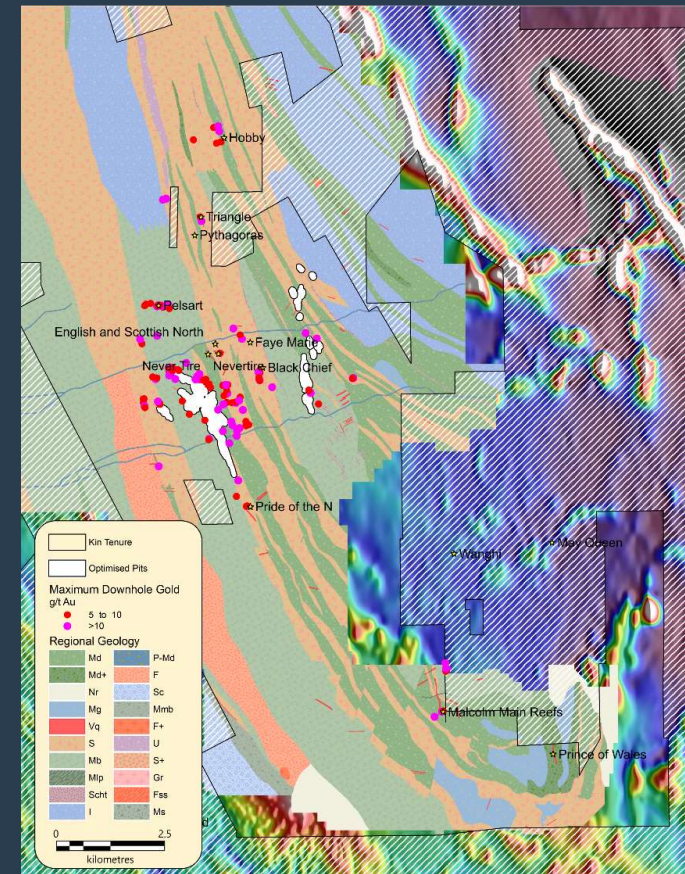 Hobby
Triangle
Pythagoras
Pelsart
English and Scottish North
Faye Marie
Never Tire
Nevertire
Black Chief
Pride of the N
Wanghi
May Queen
Malcolm Main Reefs
Prince of Wales
d
Kin Tenure
Optimised Pits
Maximum Downhole Gold
g/t Au
5 to 10
>10
Regional Geology
Md P-Md
Md+ F
Nr Sc
Mg Mmb
Vq F+
S U
Mb S+
Mlp Gr
Scht Fss
I Ms
0 2.5
kilometres